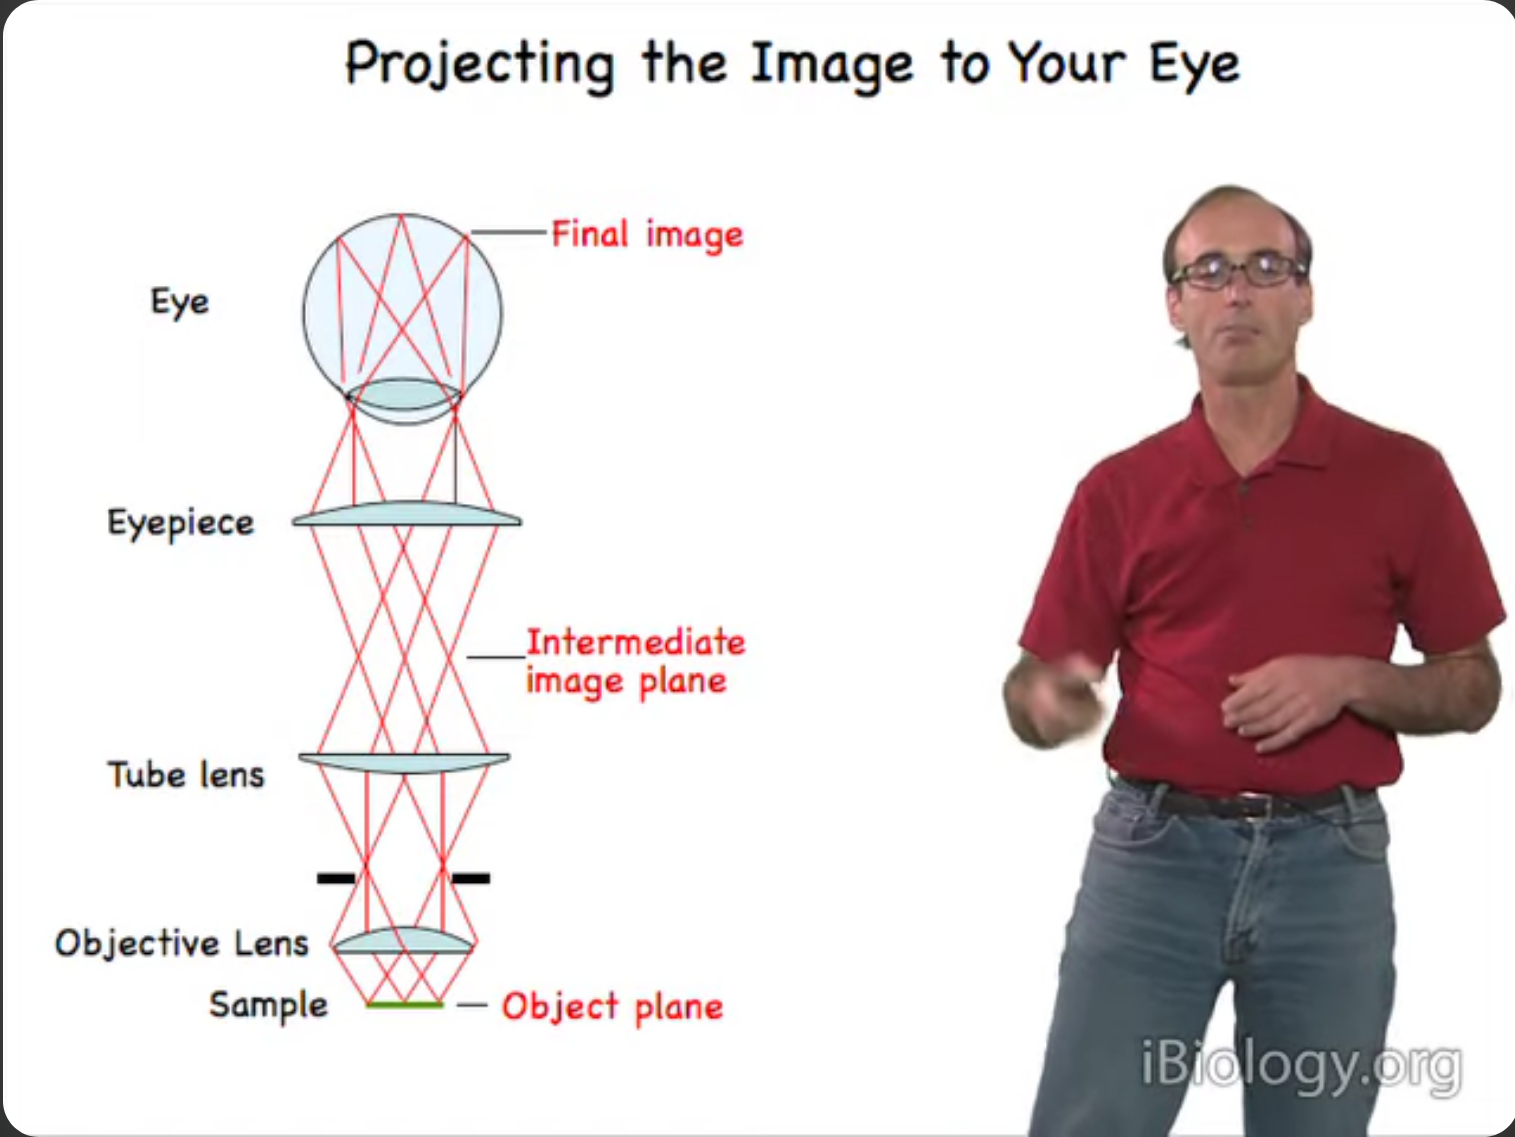 Projecting the Image to Your Eye
Final image
Eye
Eyepiece
Intermediate
image plane
Tube lens
Objective Lens
Sample
Object plane
iBiology.org